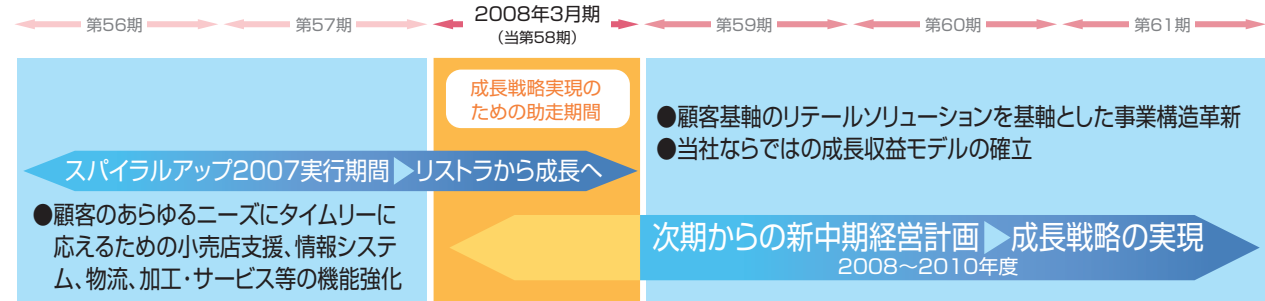 第56期
第57期
2008年3月期
(当第58期)
第59期
第60期
第61期
成長戦略実現の
ための助走期間
●顧客基軸のリテールソリューションを基軸とした事業構造革新
●当社ならではの成長収益モデルの確立
スパイラルアップ2007実行期間▶リストラから成長へ
●顧客のあらゆるニーズにタイムリーに
応えるための小売店支援、情報システ
ム、物流、加工・サービス等の機能強化
次期からの新中期経営計画▶成長戦略の実現
2008～2010年度